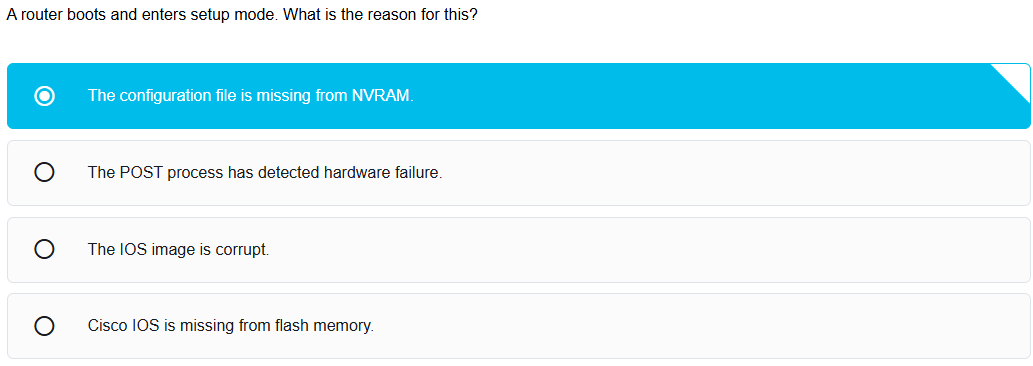 A router boots and enters setup mode. What is the reason for this?
The configuration file is missing from NVRAM.
The POST process has detected hardware failure.
The IOS image is corrupt.
Cisco IOS is missing from flash memory.